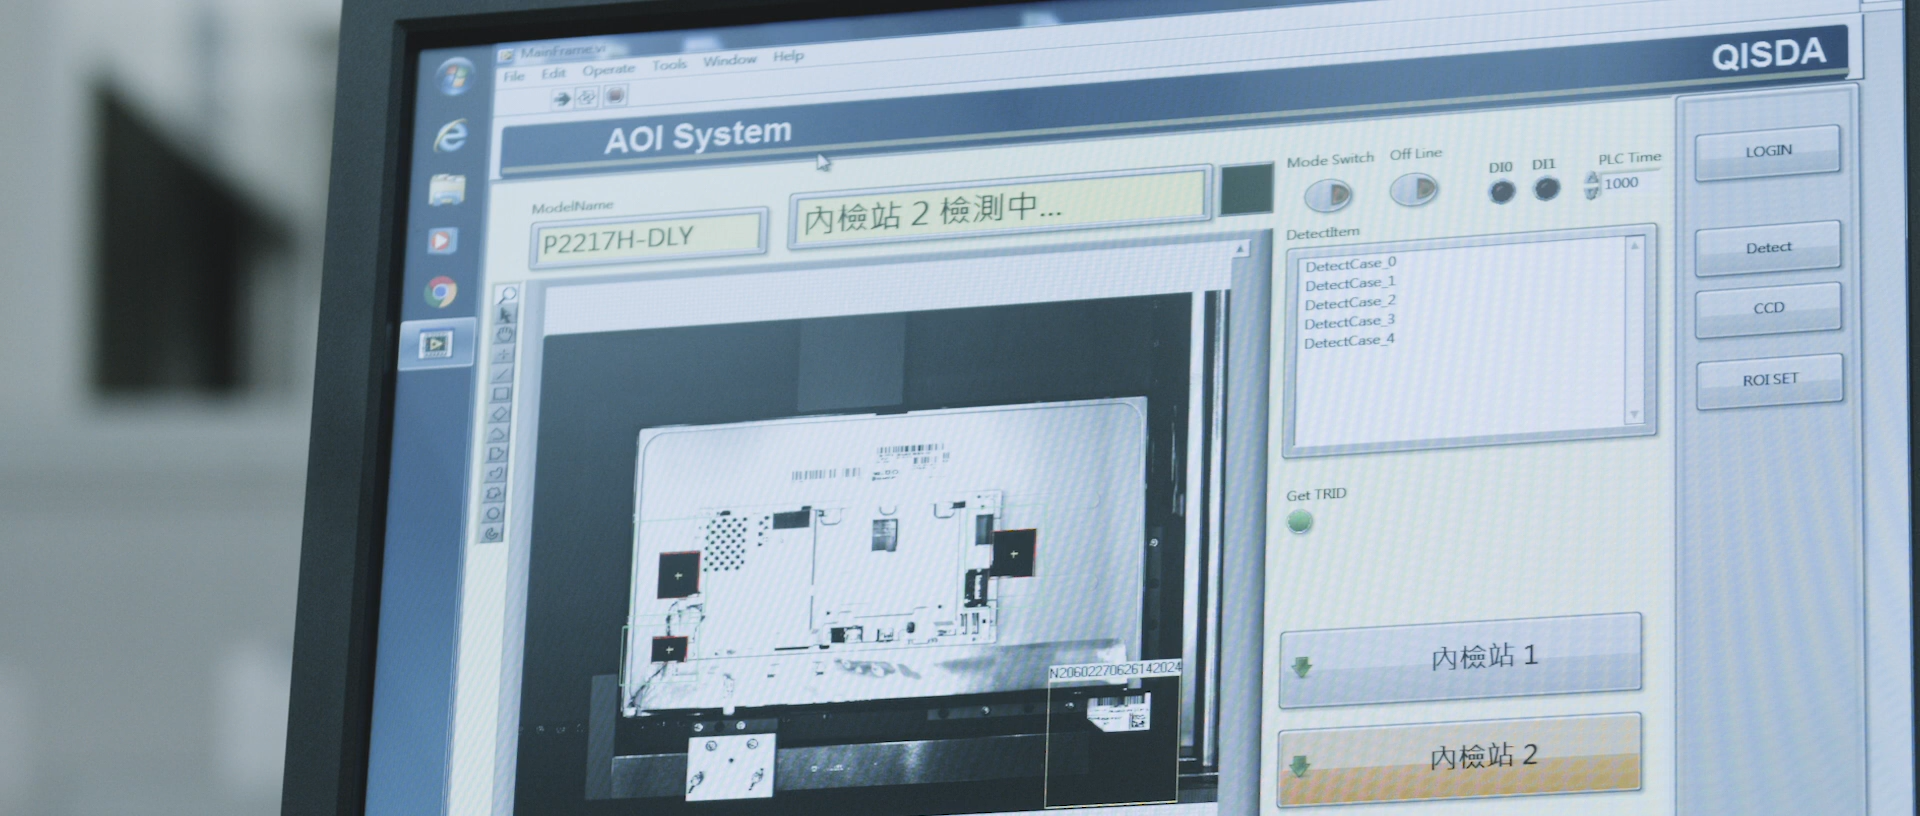 MainFrame.vi
File Edit Operate Tools Window Help
QISDA
AOI System
ModelName
P2217H-DLY
內檢站 2 檢測中...
Mode Switch
Off Line
DI0
DI1
PLC Time
1000
DetectItem
DetectCase_0
DetectCase_1
DetectCase_2
DetectCase_3
DetectCase_4
LOGIN
Detect
CCD
ROI SET
Get TRID
N20602270626142024
內檢站 1
內檢站 2